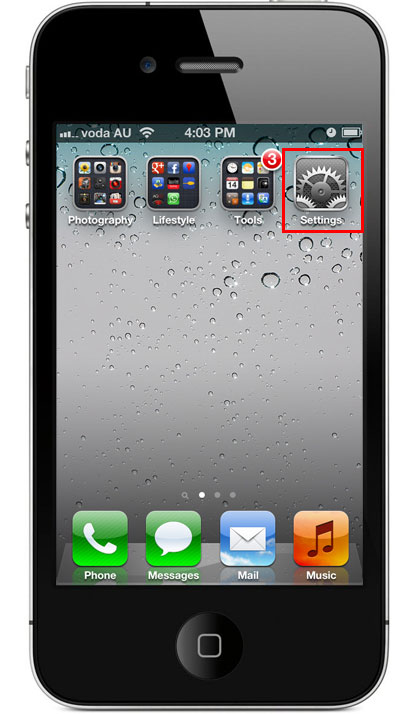 voda AU 4:03 PM
3
Photography Lifestyle Tools Settings
Phone Messages Mail Music